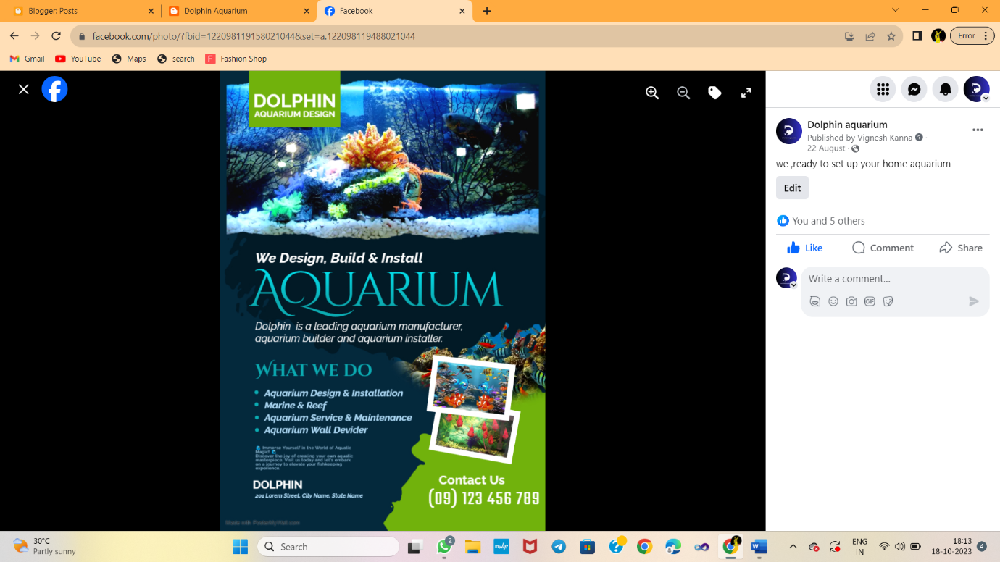 Blogger: Posts
Dolphin Aquarium
Facebook
facebook.com/photo/?fbid=122098119158021044&set=a.122098119488021044
Error
Gmail
YouTube
Maps
search
Fashion Shop
DOLPHIN
AQUARIUM DESIGN
We Design, Build & Install
AQUARIUM
Dolphin is a leading aquarium manufacturer,
aquarium builder and aquarium installer.
WHAT WE DO
Aquarium Design & Installation
Marine & Reef
Aquarium Service & Maintenance
Aquarium Wall Devider
Immerse Yourself in the World of Aquatic
Magic!
Discover the joy of creating your own aquatic
masterpiece. Visit us today and let's embark
on a journey to elevate your fishkeeping
experience.
DOLPHIN
201 Lorem Street, City Name, State Name
Contact Us
(09) 123 456 789
Made with PosterMyWall.com
Dolphin aquarium
Published by Vignesh Kanna
22 August
we ,ready to set up your home aquarium
Edit
You and 5 others
Like
Comment
Share
Write a comment...
GIF
30°C
Partly sunny
Search
2
myhp
W
ENG
IN
18:13
18-10-2023
4